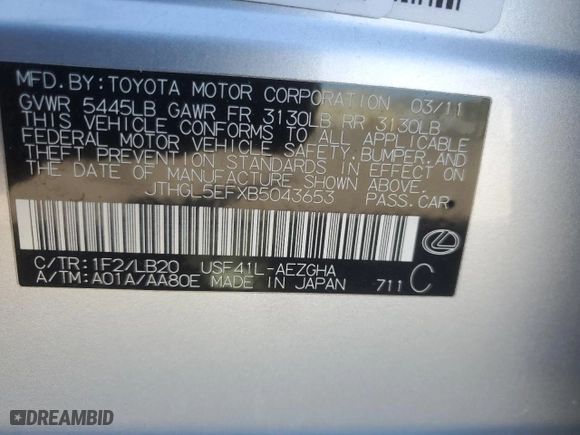 MFD. BY: TOYOTA MOTOR CORPORATION 03/11
GVWR 5445LB GAWR FR 3130LB RR 3130LB
THIS VEHICLE CONFORMS TO ALL APPLICABLE
FEDERAL MOTOR VEHICLE SAFETY, BUMPER, AND
THEFT PREVENTION STANDARDS IN EFFECT ON
THE DATE OF MANUFACTURE SHOWN ABOVE.
JTHGL5EFXB5043653 PASS.CAR
C/TR:1F2/LB20 USF41L-AEZGHA
A/TM:A01A/AA80E MADE IN JAPAN 711 C
DREAMBID